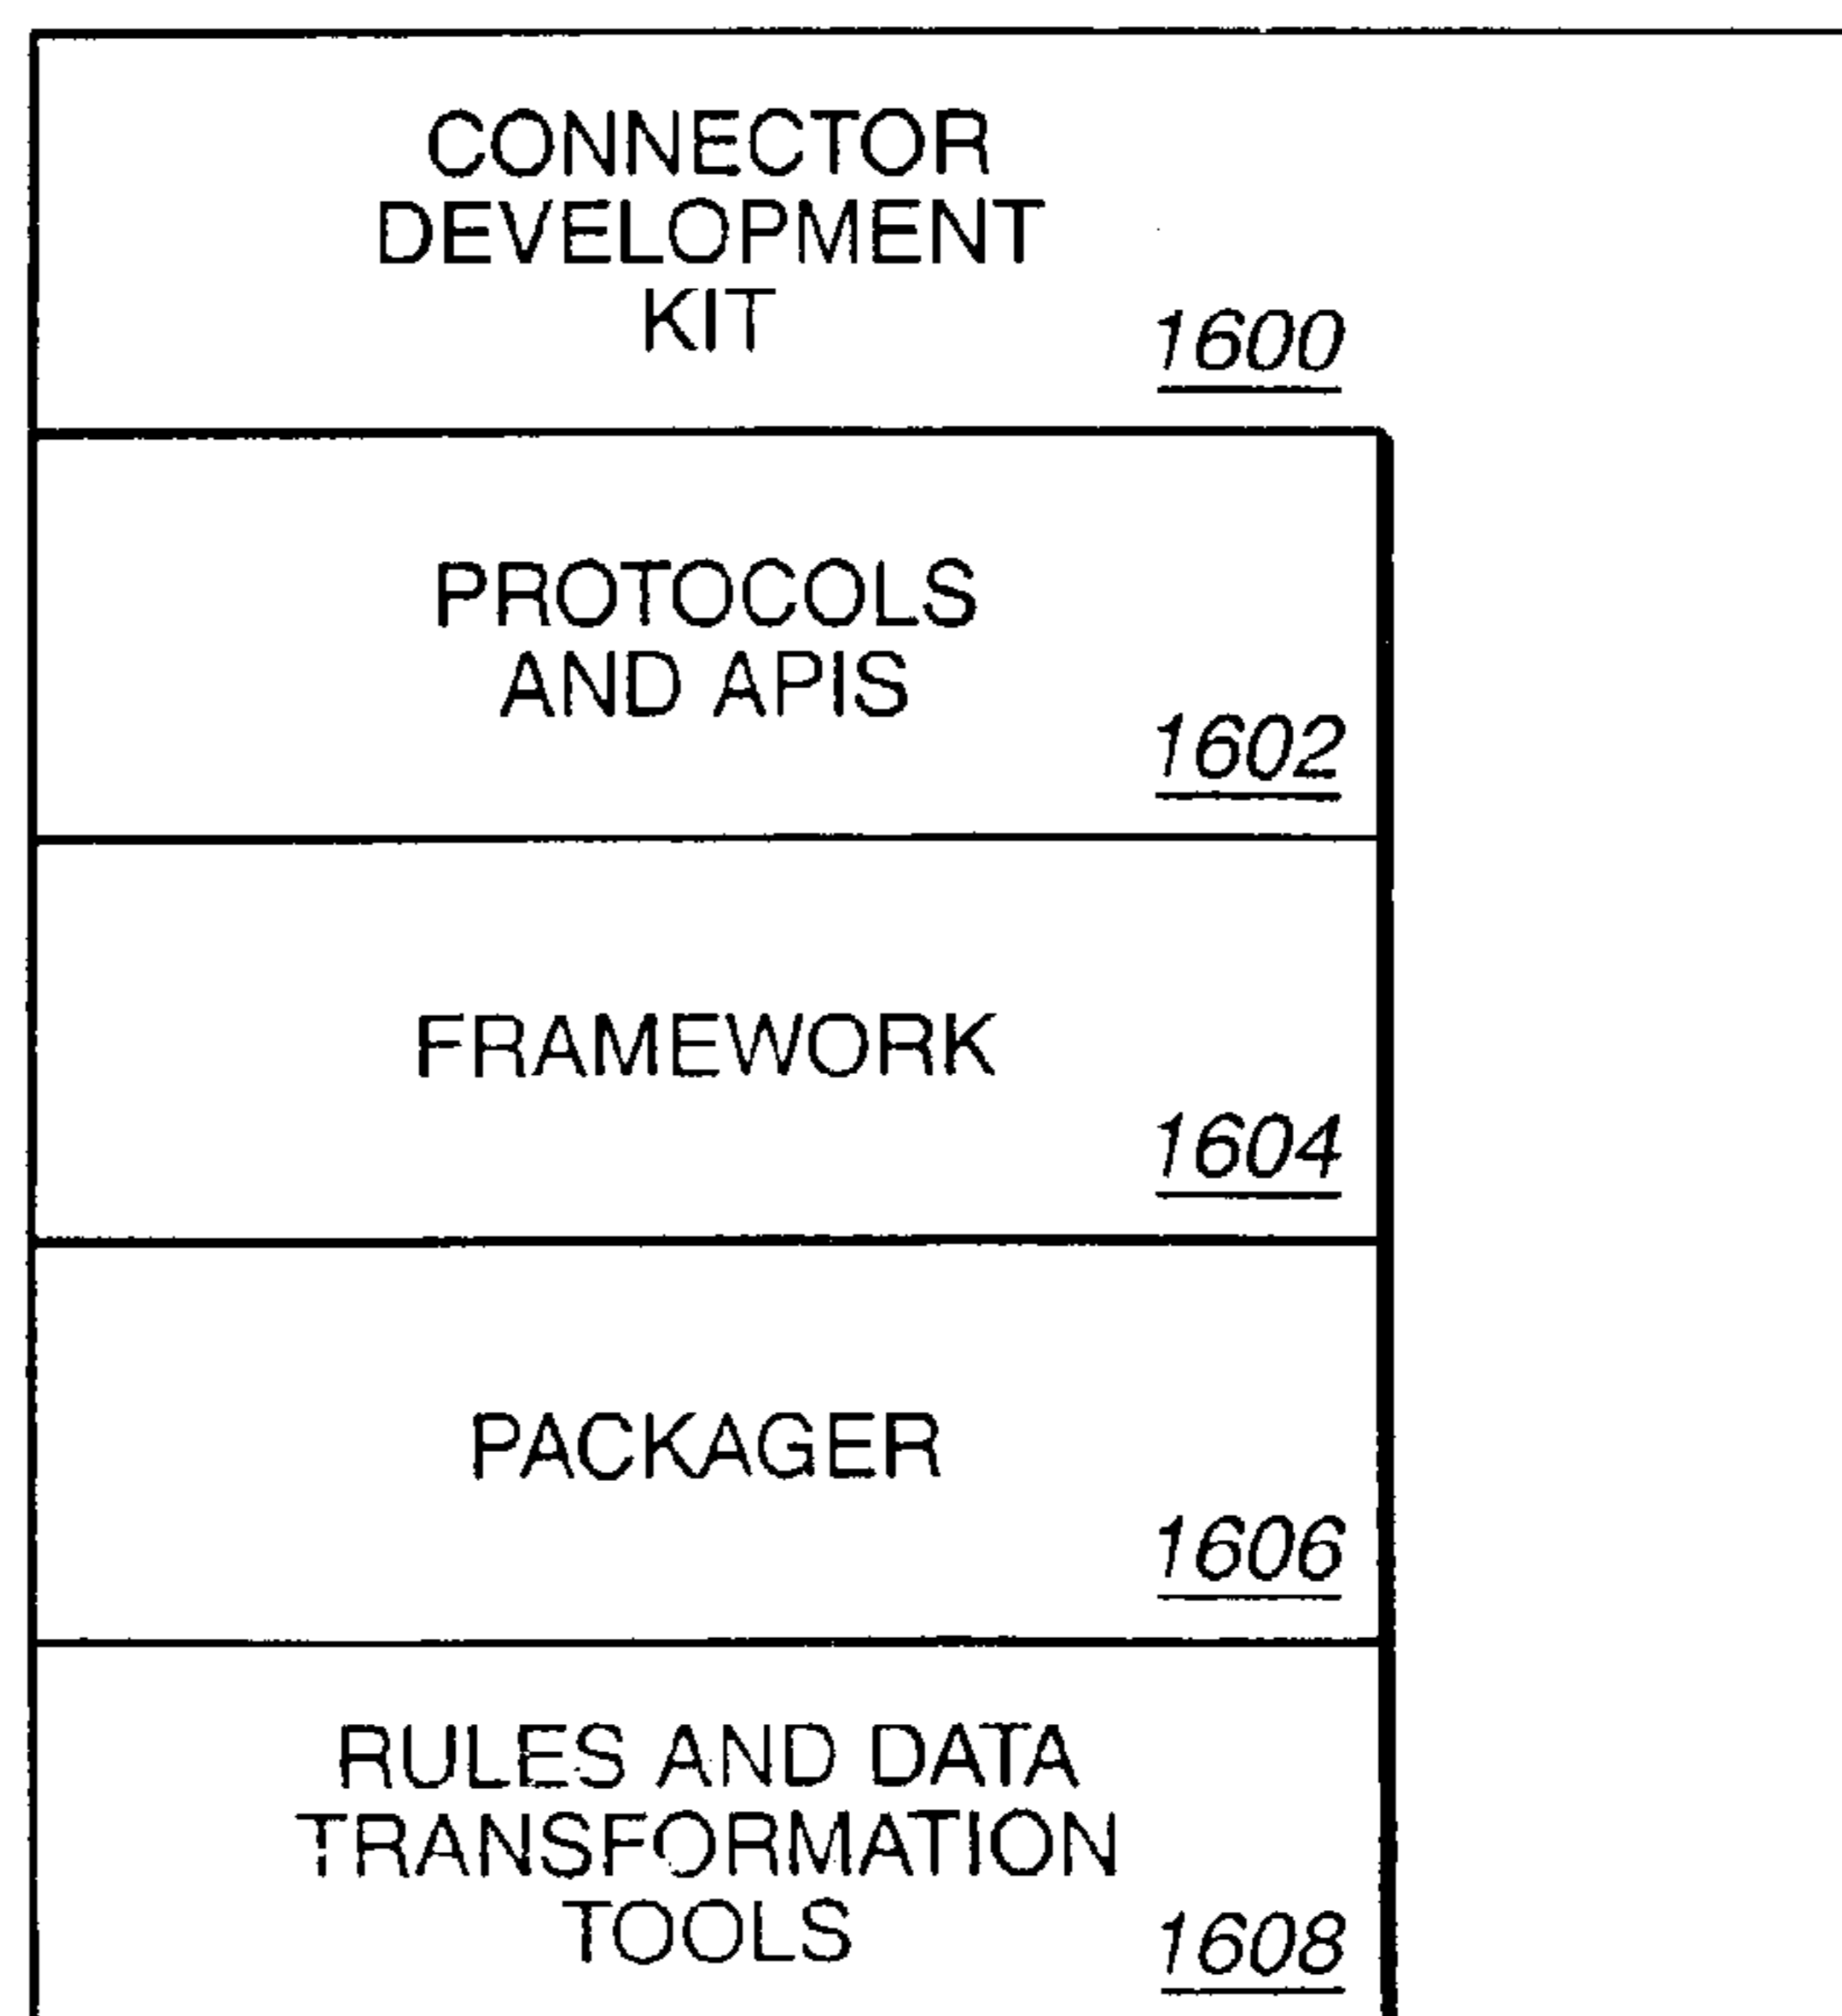 CONNECTOR
DEVELOPMENT
KIT
1600
PROTOCOLS
AND APIS
1602
FRAMEWORK
1604
PACKAGER
1606
RULES AND DATA
TRANSFORMATION
TOOLS
1608